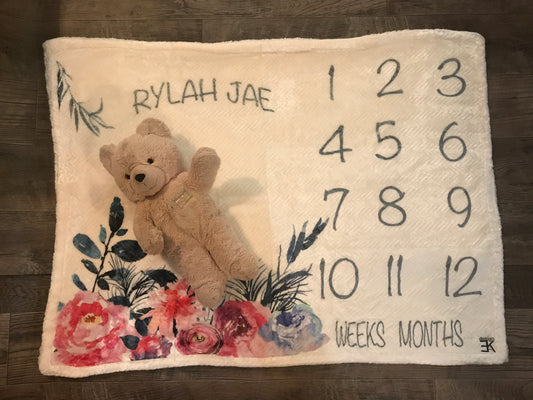 RYLAH JAE
1 2 3
4 5 6
7 8 9
10 11 12
WEEKS MONTHS